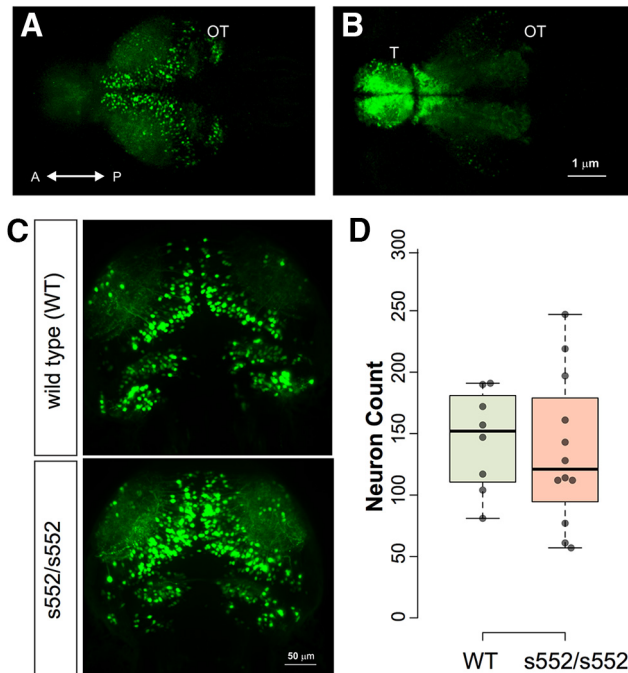 A
OT
A P
B
T
OT
1 µm
C
wild type (WT)
s552/s552
50 µm
D
Neuron Count
300
250
200
150
100
50
0
WT s552/s552